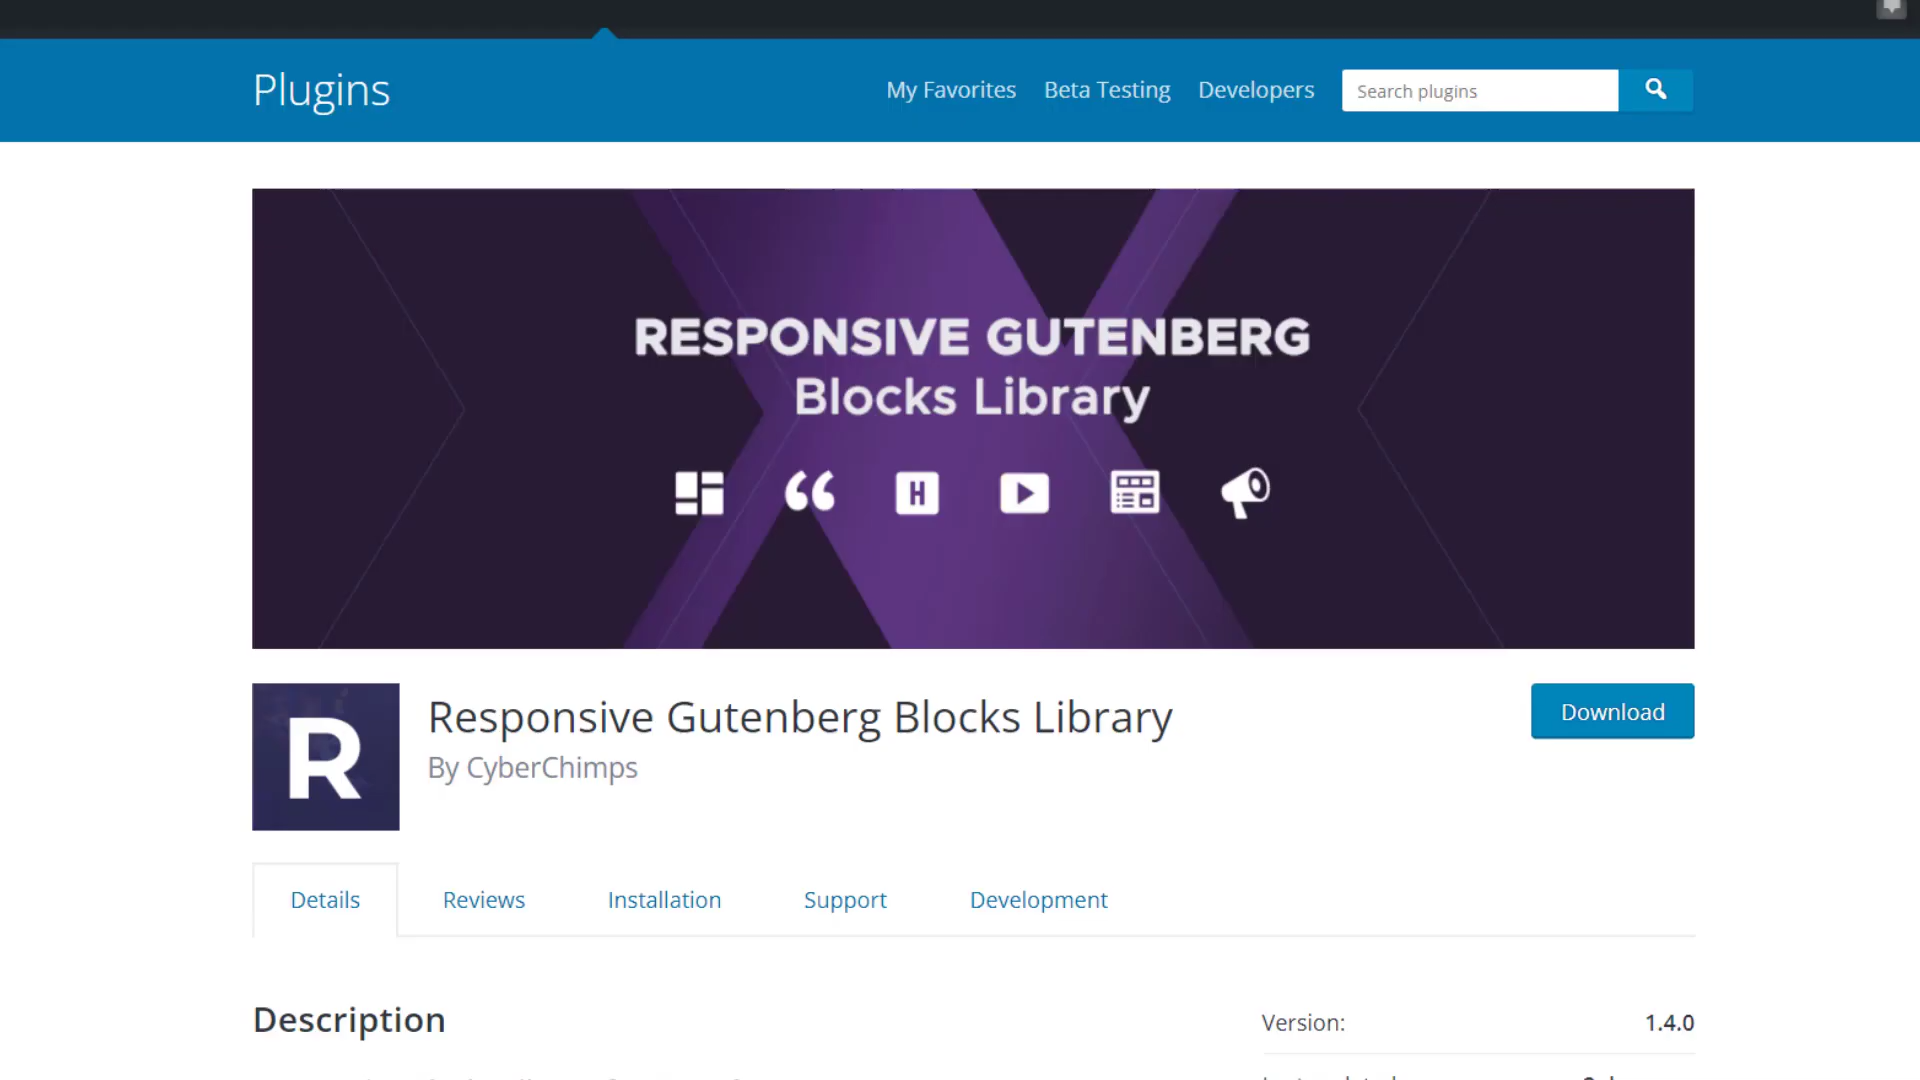 Plugins
My Favorites
Beta Testing
Developers
Search plugins
RESPONSIVE GUTENBERG
Blocks Library
H
R
Responsive Gutenberg Blocks Library
By CyberChimps
Download
Details
Reviews
Installation
Support
Development
Description
Version:
1.4.0